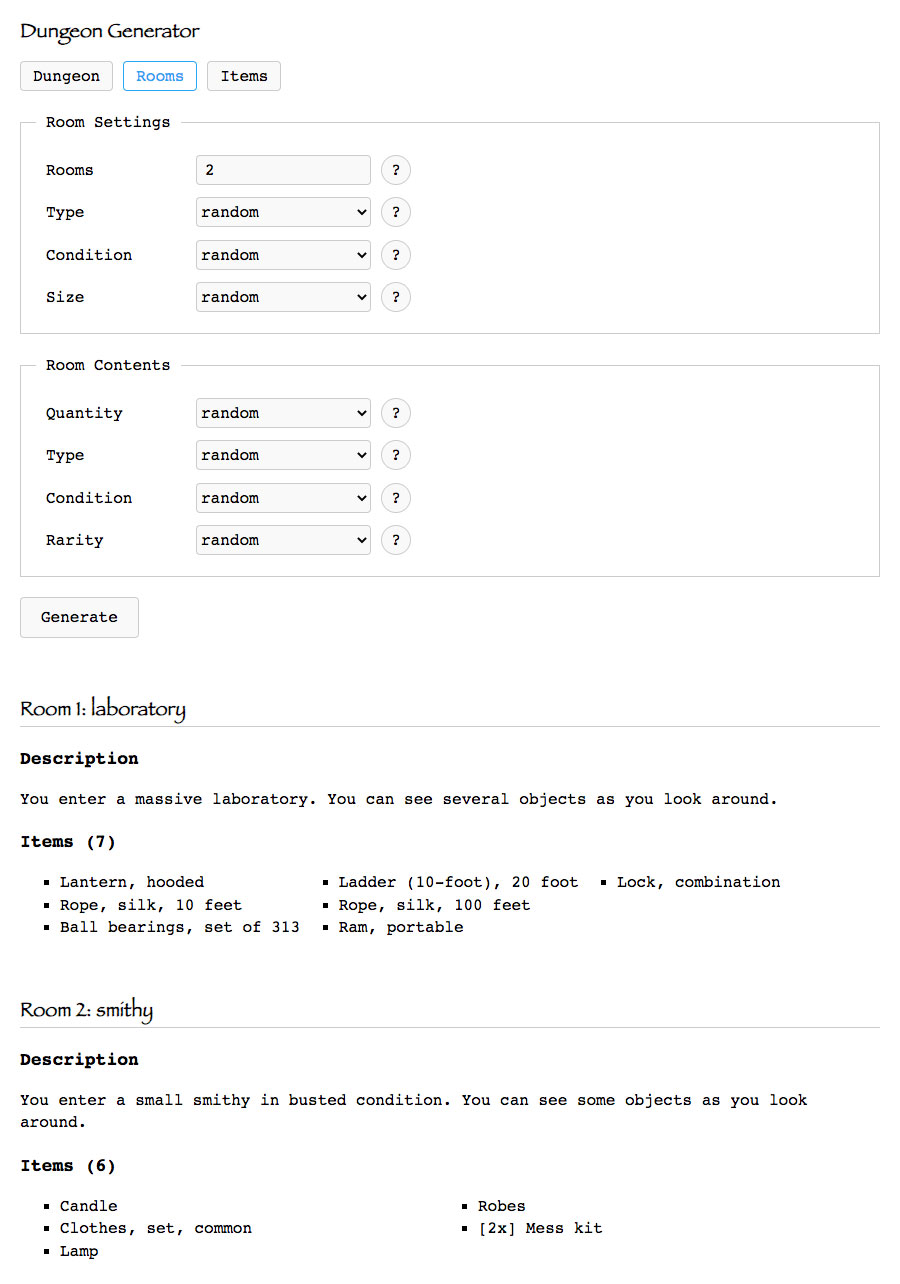 Dungeon Generator
Dungeon Rooms Items
Room Settings
Rooms 2 ?
Type random ?
Condition random ?
Size random ?
Room Contents
Quantity random ?
Type random ?
Condition random ?
Rarity random ?
Generate
Room 1: laboratory
Description
You enter a massive laboratory. You can see several objects as you look around.
Items (7)
Lantern, hooded
Rope, silk, 10 feet
Ball bearings, set of 313
Ladder (10-foot), 20 foot
Rope, silk, 100 feet
Ram, portable
Lock, combination
Room 2: smithy
Description
You enter a small smithy in busted condition. You can see some objects as you look
around.
Items (6)
Candle
Clothes, set, common
Lamp
Robes
[2x] Mess kit